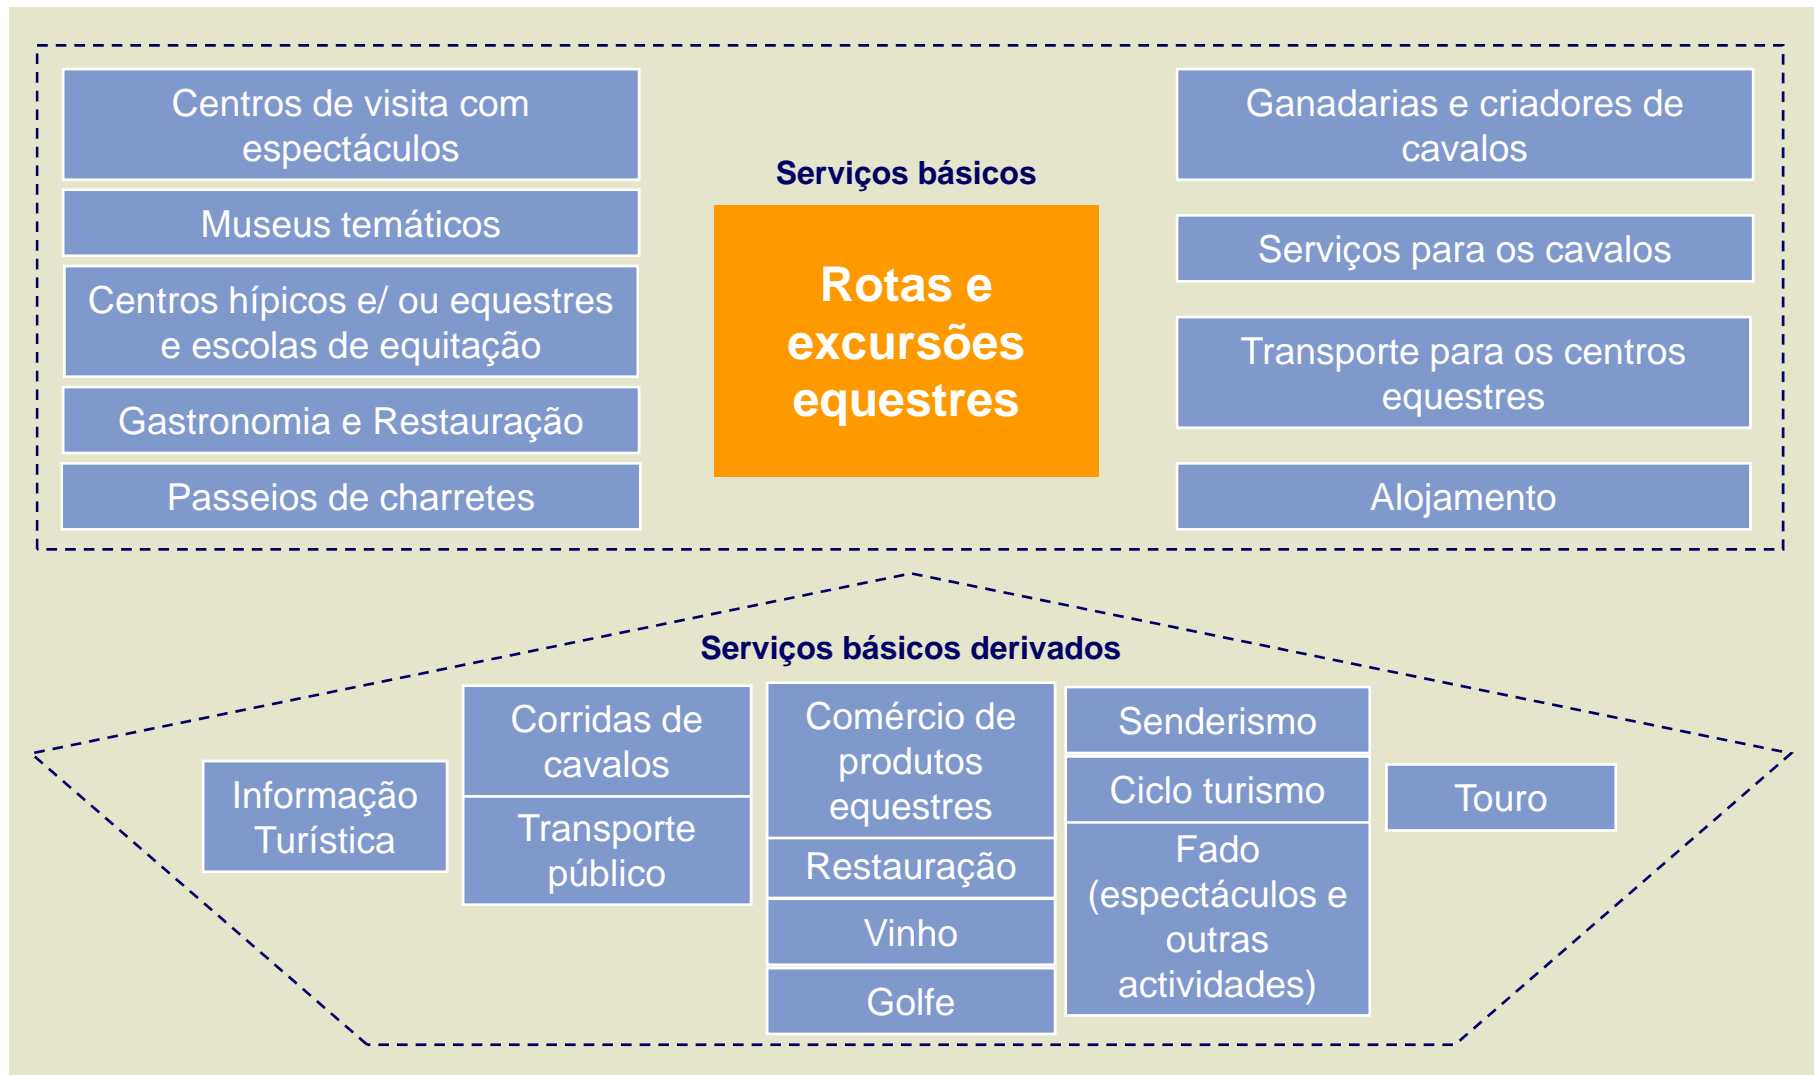 Centros de visita com
espectáculos
Museus temáticos
Centros hípicos e/ ou equestres
e escolas de equitação
Gastronomia e Restauração
Passeios de charretes
Serviços básicos
Rotas e
excursões
equestres
Ganadarias e criadores de
cavalos
Serviços para os cavalos
Transporte para os centros
equestres
Alojamento
Serviços básicos derivados
Informação
Turística
Corridas de
cavalos
Transporte
público
Comércio de
produtos
equestres
Restauração
Vinho
Golfe
Senderismo
Ciclo turismo
Fado
(espectáculos e
outras
actividades)
Touro